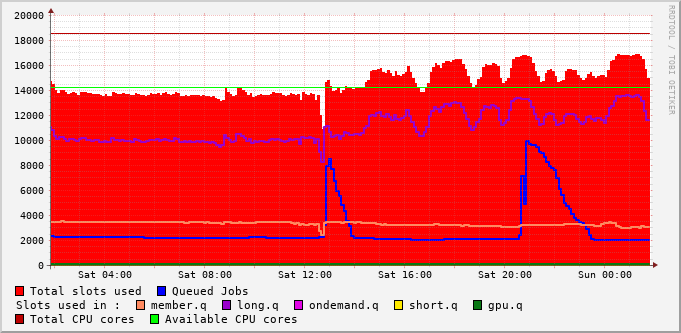 20000
18000
16000
14000
12000
10000
8000
6000
4000
2000
0
Sat 04:00 Sat 08:00 Sat 12:00 Sat 16:00 Sat 20:00 Sun 00:00
Total slots used Queued Jobs
Slots used in : member.q long.q ondemand.q short.q gpu.q
Total CPU cores Available CPU cores
RRDTOOL / TOBI OETIKER